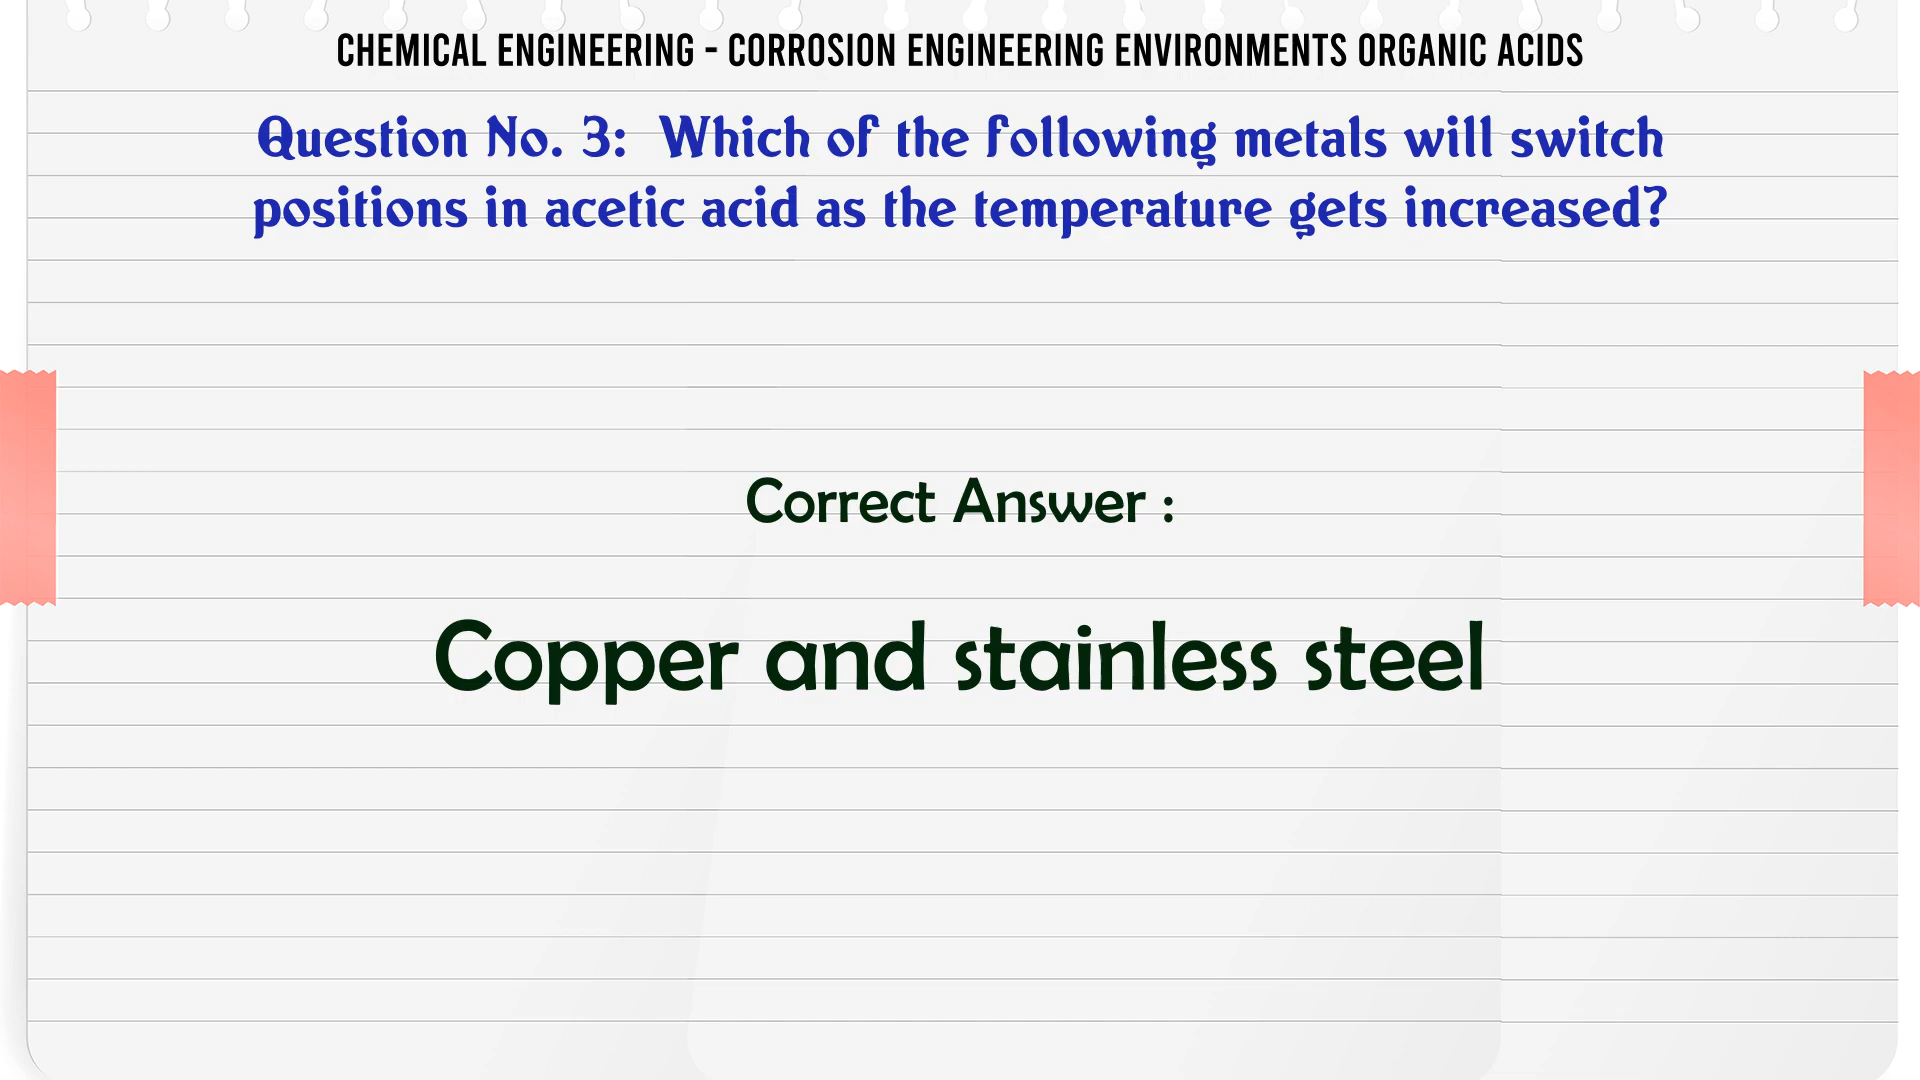 CHEMICAL ENGINEERING - CORROSION ENGINEERING ENVIRONMENTS ORGANIC ACIDS
Question No. 3: Which of the following metals will switch
positions in acetic acid as the temperature gets increased?
Correct Answer :
Copper and stainless steel